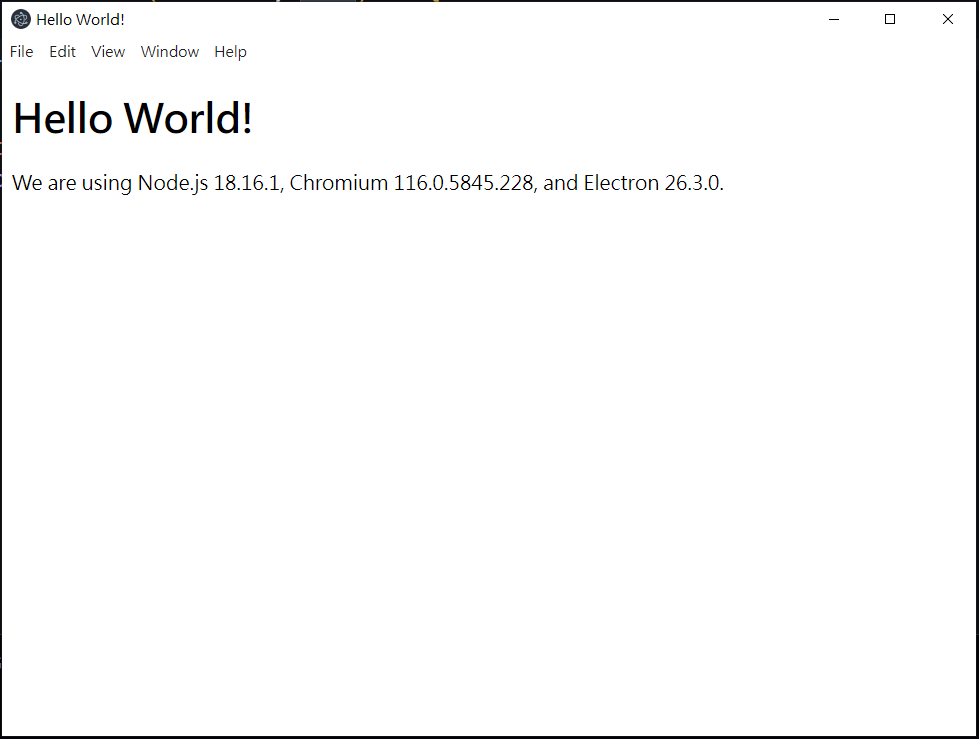 Hello World!
File Edit View Window Help
Hello World!
We are using Node.js 18.16.1, Chromium 116.0.5845.228, and Electron 26.3.0.